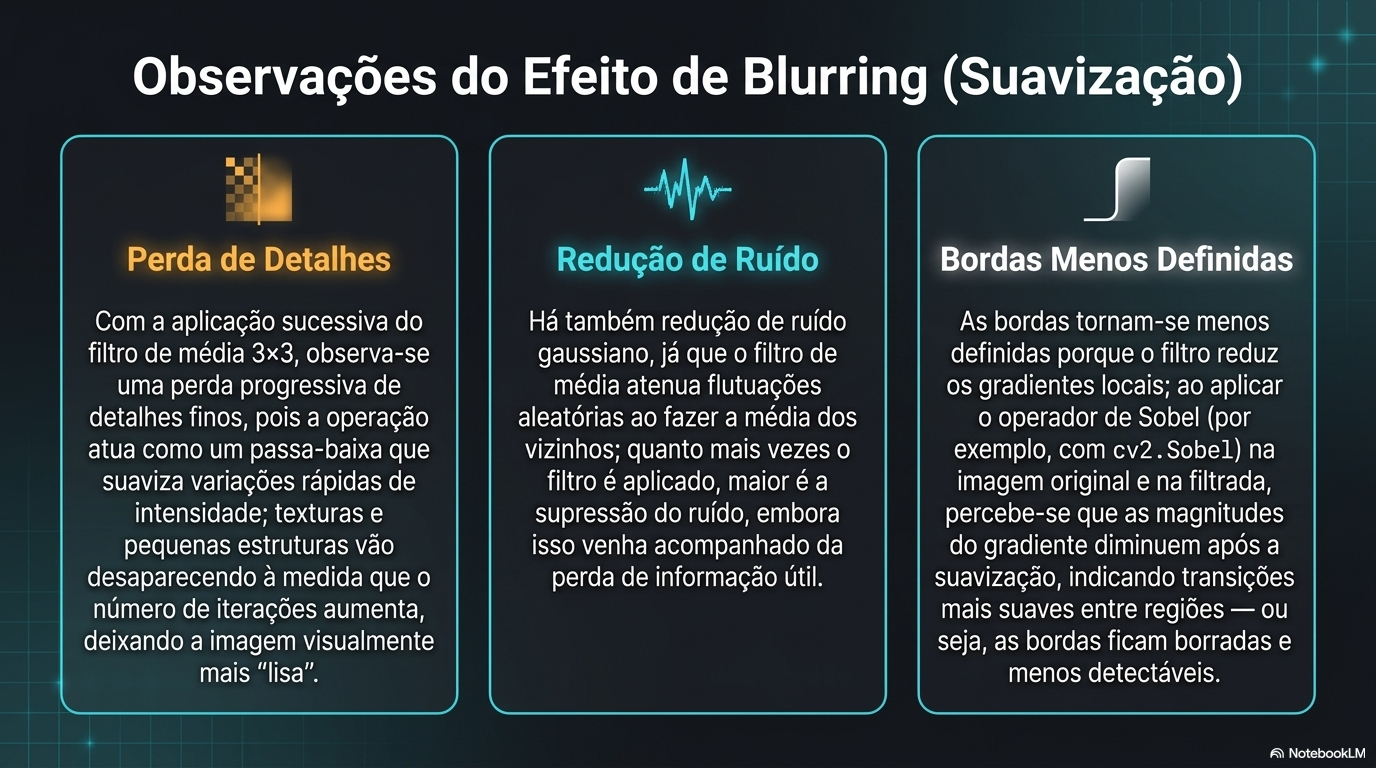 Observações do Efeito de Blurring (Suavização)
Perda de Detalhes
Com a aplicação sucessiva do
filtro de média 3×3, observa-se
uma perda progressiva de
detalhes finos, pois a operação
atua como um passa-baixa que
suaviza variações rápidas de
intensidade; texturas e
pequenas estruturas vão
desaparecendo à medida que o
número de iterações aumenta,
deixando a imagem visualmente
mais “lisa”.
Redução de Ruído
Há também redução de ruído
gaussiano, já que o filtro de
média atenua flutuações
aleatórias ao fazer a média dos
vizinhos; quanto mais vezes o
filtro é aplicado, maior é a
supressão do ruído, embora
isso venha acompanhado da
perda de informação útil.
Bordas Menos Definidas
As bordas tornam-se menos
definidas porque o filtro reduz
os gradientes locais; ao aplicar
o operador de Sobel (por
exemplo, com cv2.Sobel) na
imagem original e na filtrada,
percebe-se que as magnitudes
do gradiente diminuem após a
suavização, indicando transições
mais suaves entre regiões — ou
seja, as bordas ficam borradas e
menos detectáveis.
NotebookLM